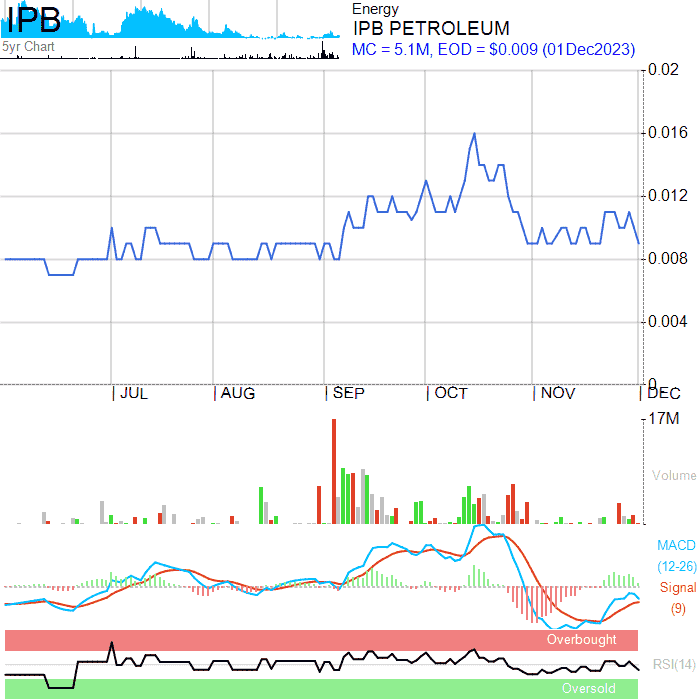 IPB
5yr Chart
Energy
IPB PETROLEUM
MC = 5.1M, EOD = $0.009 (01Dec2023)
0.02
0.016
0.012
0.008
0.004
0
JUL AUG SEP OCT NOV DEC
17M
Volume
MACD
(12-26)
Signal
(9)
Overbought
RSI(14)
Oversold